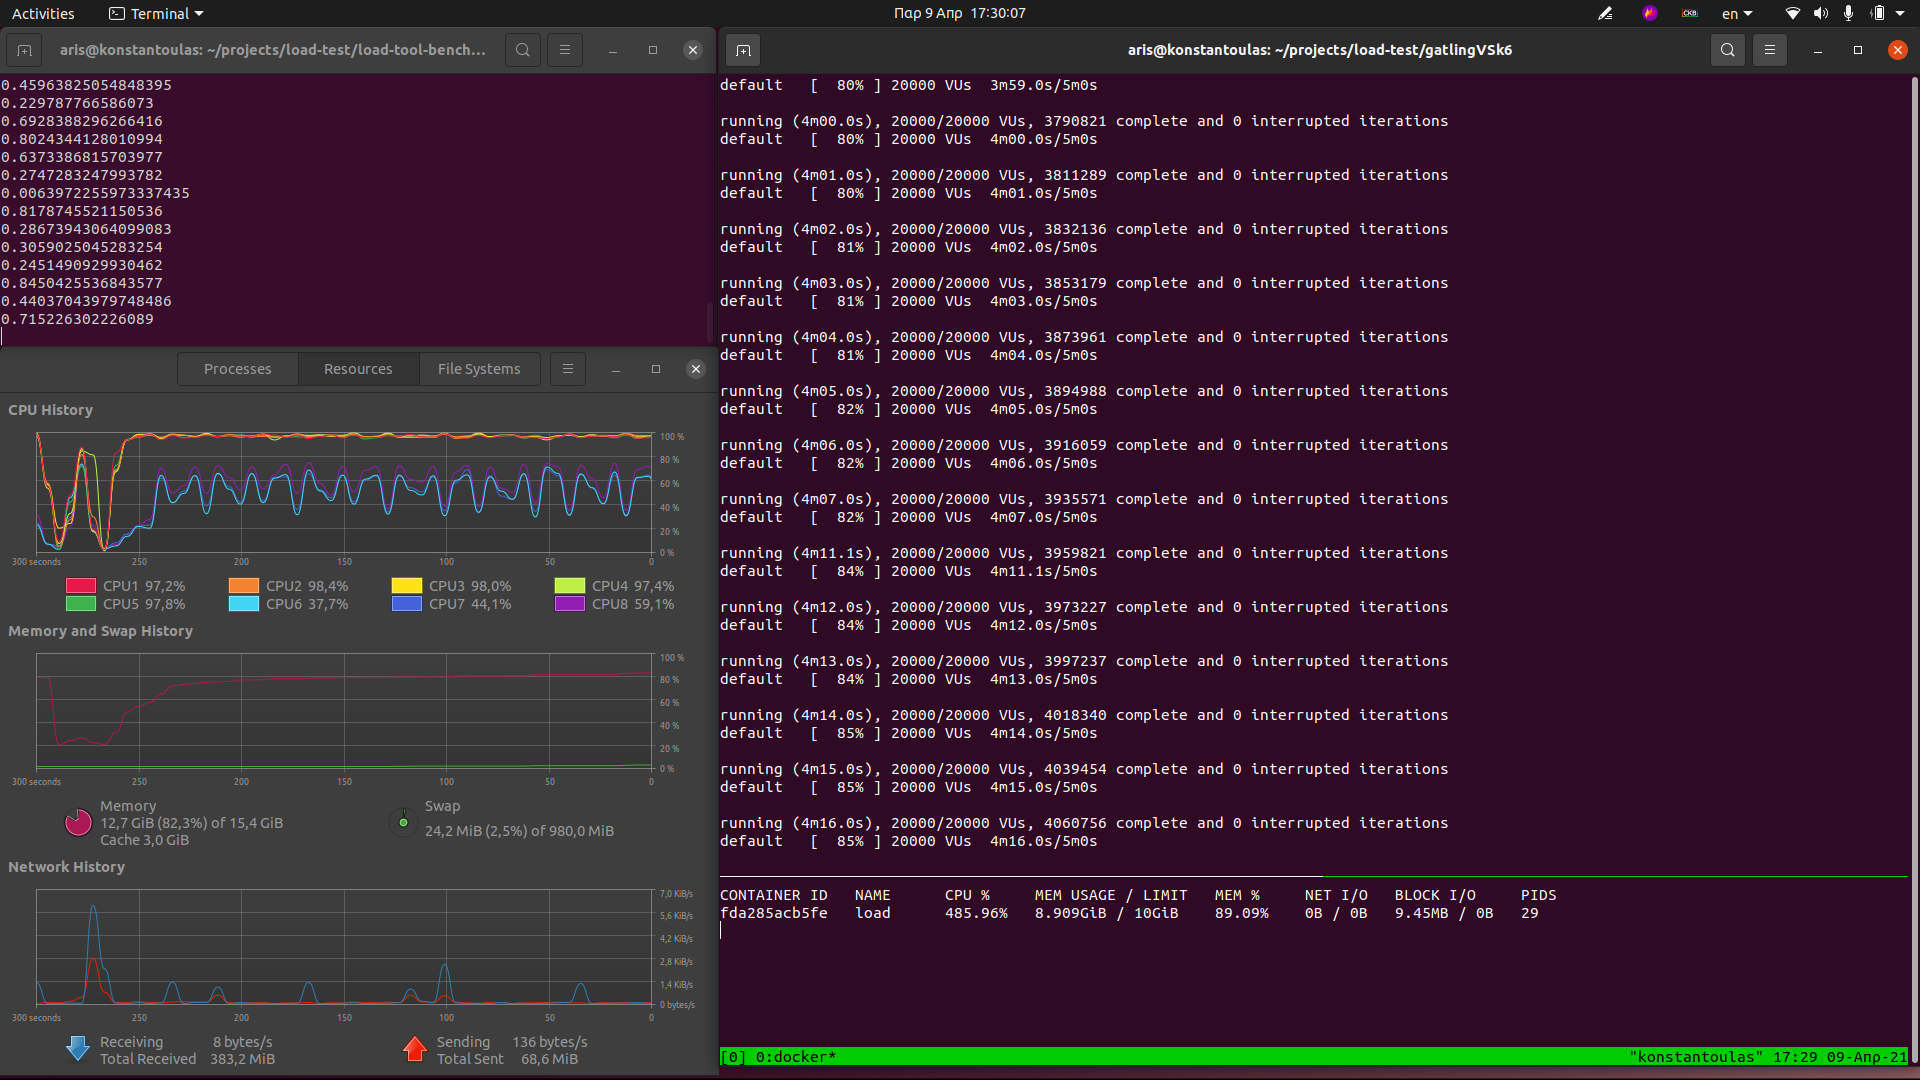 Activities
Terminal
Παρ 9 Απρ 17:30:07
en
aris@konstantoulas: ~/projects/load-test/load-tool-bench...
0.45963825054848395
0.229787766586073
0.6928388296266416
0.8024344128010994
0.6373386815703977
0.2747283247993782
0.0063972255973337435
0.8178745521150536
0.28673943064099083
0.3059025045283254
0.2451490929930462
0.8450425536843577
0.44037043979748486
0.715226302226089
Processes
Resources
File Systems
CPU History
100 %
80 %
60 %
40 %
20 %
0 %
300 seconds 250 200 150 100 50 0
CPU1 97,2% CPU2 98,4% CPU3 98,0% CPU4 97,4%
CPU5 97,8% CPU6 37,7% CPU7 44,1% CPU8 59,1%
Memory and Swap History
100 %
80 %
60 %
40 %
20 %
0 %
300 seconds 250 200 150 100 50 0
Memory
12,7 GiB (82,3%) of 15,4 GiB
Cache 3,0 GiB
Swap
24,2 MiB (2,5%) of 980,0 MiB
Network History
7,0 KiB/s
5,6 KiB/s
4,2 KiB/s
2,8 KiB/s
1,4 KiB/s
0 bytes/s
300 seconds 250 200 150 100 50 0
Receiving 8 bytes/s
Total Received 383,2 MiB
Sending 136 bytes/s
Total Sent 68,6 MiB
aris@konstantoulas: ~/projects/load-test/gatlingVSk6
default [ 80% ] 20000 VUs 3m59.0s/5m0s
running (4m00.0s), 20000/20000 VUs, 3790821 complete and 0 interrupted iterations
default [ 80% ] 20000 VUs 4m00.0s/5m0s
running (4m01.0s), 20000/20000 VUs, 3811289 complete and 0 interrupted iterations
default [ 80% ] 20000 VUs 4m01.0s/5m0s
running (4m02.0s), 20000/20000 VUs, 3832136 complete and 0 interrupted iterations
default [ 81% ] 20000 VUs 4m02.0s/5m0s
running (4m03.0s), 20000/20000 VUs, 3853179 complete and 0 interrupted iterations
default [ 81% ] 20000 VUs 4m03.0s/5m0s
running (4m04.0s), 20000/20000 VUs, 3873961 complete and 0 interrupted iterations
default [ 81% ] 20000 VUs 4m04.0s/5m0s
running (4m05.0s), 20000/20000 VUs, 3894988 complete and 0 interrupted iterations
default [ 82% ] 20000 VUs 4m05.0s/5m0s
running (4m06.0s), 20000/20000 VUs, 3916059 complete and 0 interrupted iterations
default [ 82% ] 20000 VUs 4m06.0s/5m0s
running (4m07.0s), 20000/20000 VUs, 3935571 complete and 0 interrupted iterations
default [ 82% ] 20000 VUs 4m07.0s/5m0s
running (4m11.1s), 20000/20000 VUs, 3959821 complete and 0 interrupted iterations
default [ 84% ] 20000 VUs 4m11.1s/5m0s
running (4m12.0s), 20000/20000 VUs, 3973227 complete and 0 interrupted iterations
default [ 84% ] 20000 VUs 4m12.0s/5m0s
running (4m13.0s), 20000/20000 VUs, 3997237 complete and 0 interrupted iterations
default [ 84% ] 20000 VUs 4m13.0s/5m0s
running (4m14.0s), 20000/20000 VUs, 4018340 complete and 0 interrupted iterations
default [ 85% ] 20000 VUs 4m14.0s/5m0s
running (4m15.0s), 20000/20000 VUs, 4039454 complete and 0 interrupted iterations
default [ 85% ] 20000 VUs 4m15.0s/5m0s
running (4m16.0s), 20000/20000 VUs, 4060756 complete and 0 interrupted iterations
default [ 85% ] 20000 VUs 4m16.0s/5m0s
CONTAINER ID NAME CPU % MEM USAGE / LIMIT MEM % NET I/O BLOCK I/O PIDS
fda285acb5fe load 485.96% 8.909GiB / 10GiB 89.09% 0B / 0B 9.45MB / 0B 29
[0] 0:docker* "konstantoulas" 17:29 09-Απρ-21